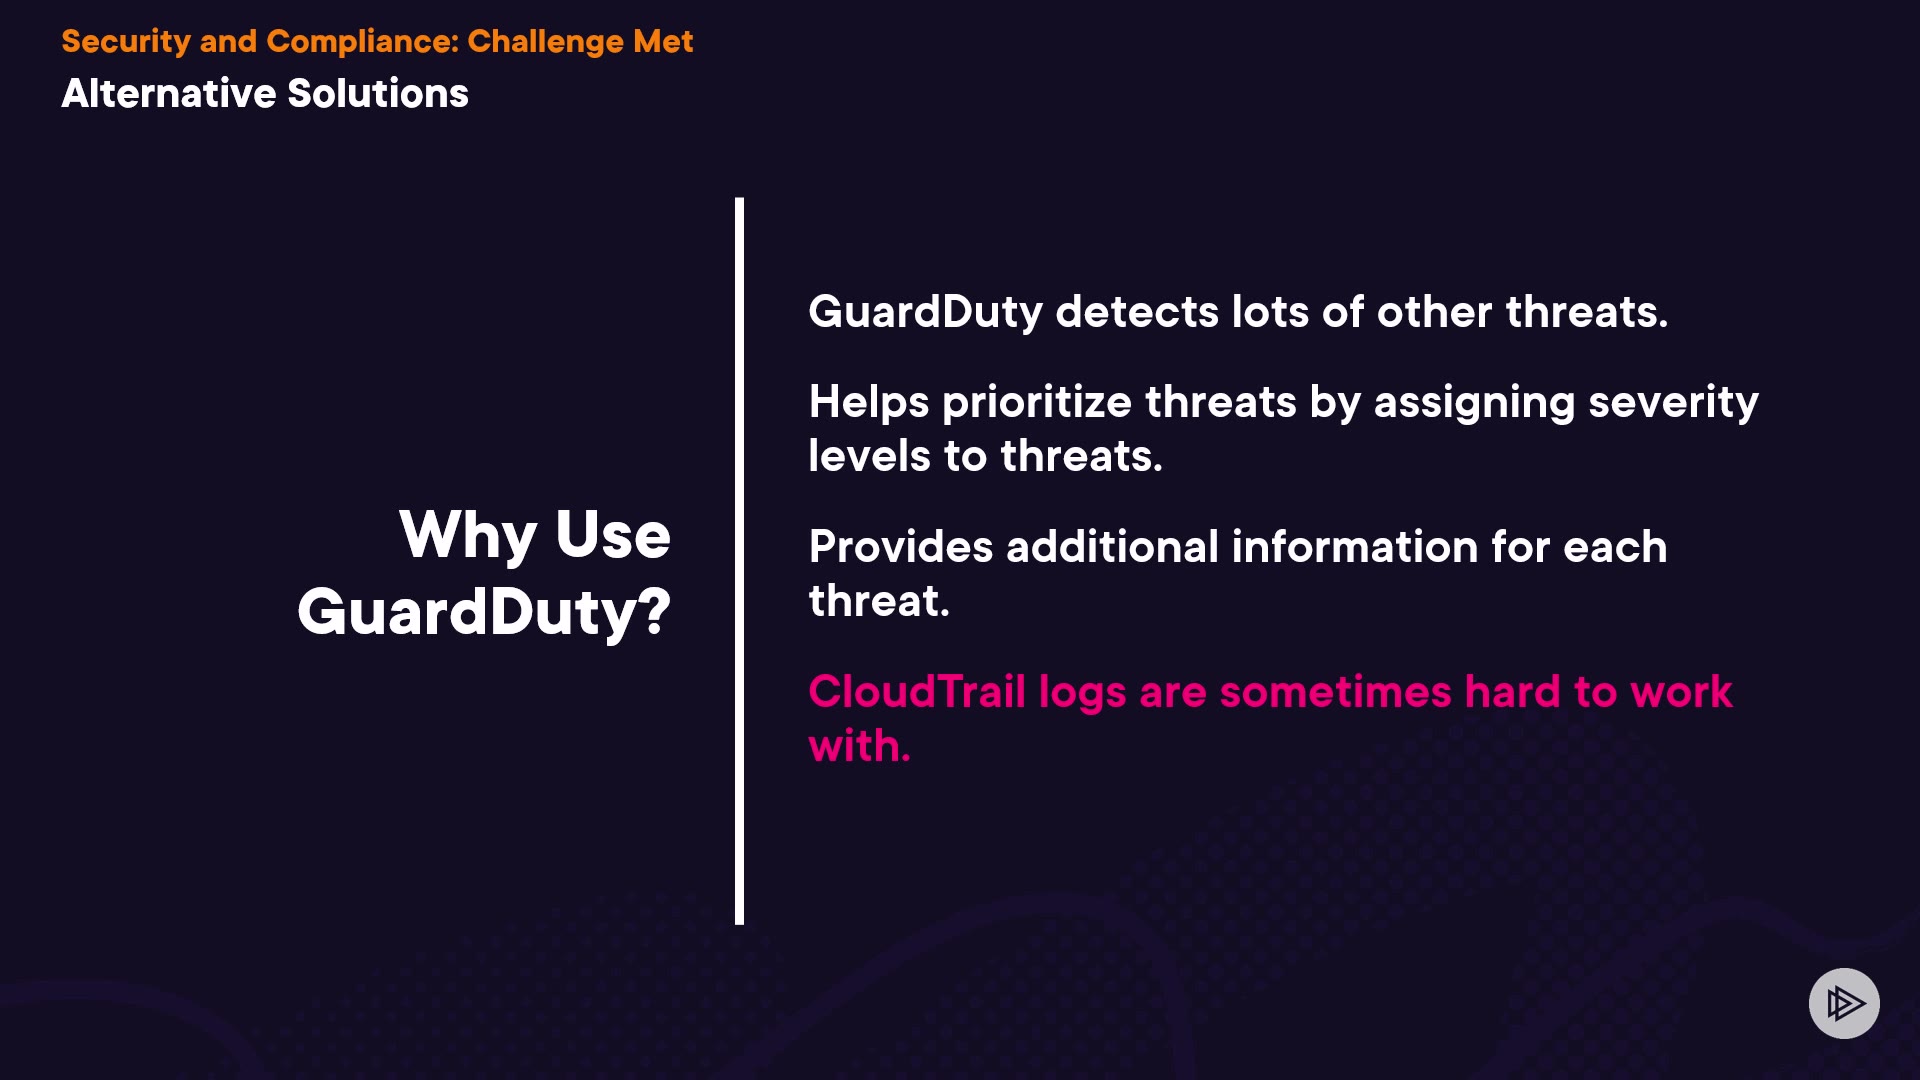 Security and Compliance: Challenge Met
Alternative Solutions
Why Use
GuardDuty?
GuardDuty detects lots of other threats.
Helps prioritize threats by assigning severity
levels to threats.
Provides additional information for each
threat.
CloudTrail logs are sometimes hard to work
with.